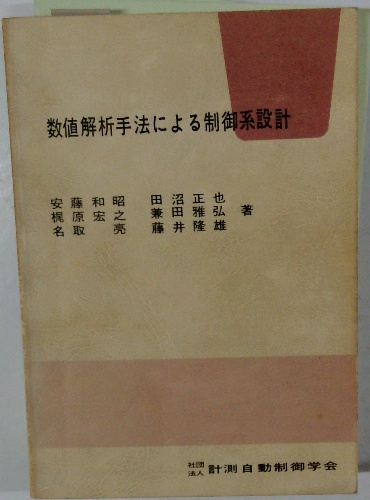 数値解析手法による制御系設計
安藤和昭 田沼正也
梶原宏之 兼田雅弘 著
名取亮 藤井隆雄
社団法人 計測自動制御学会